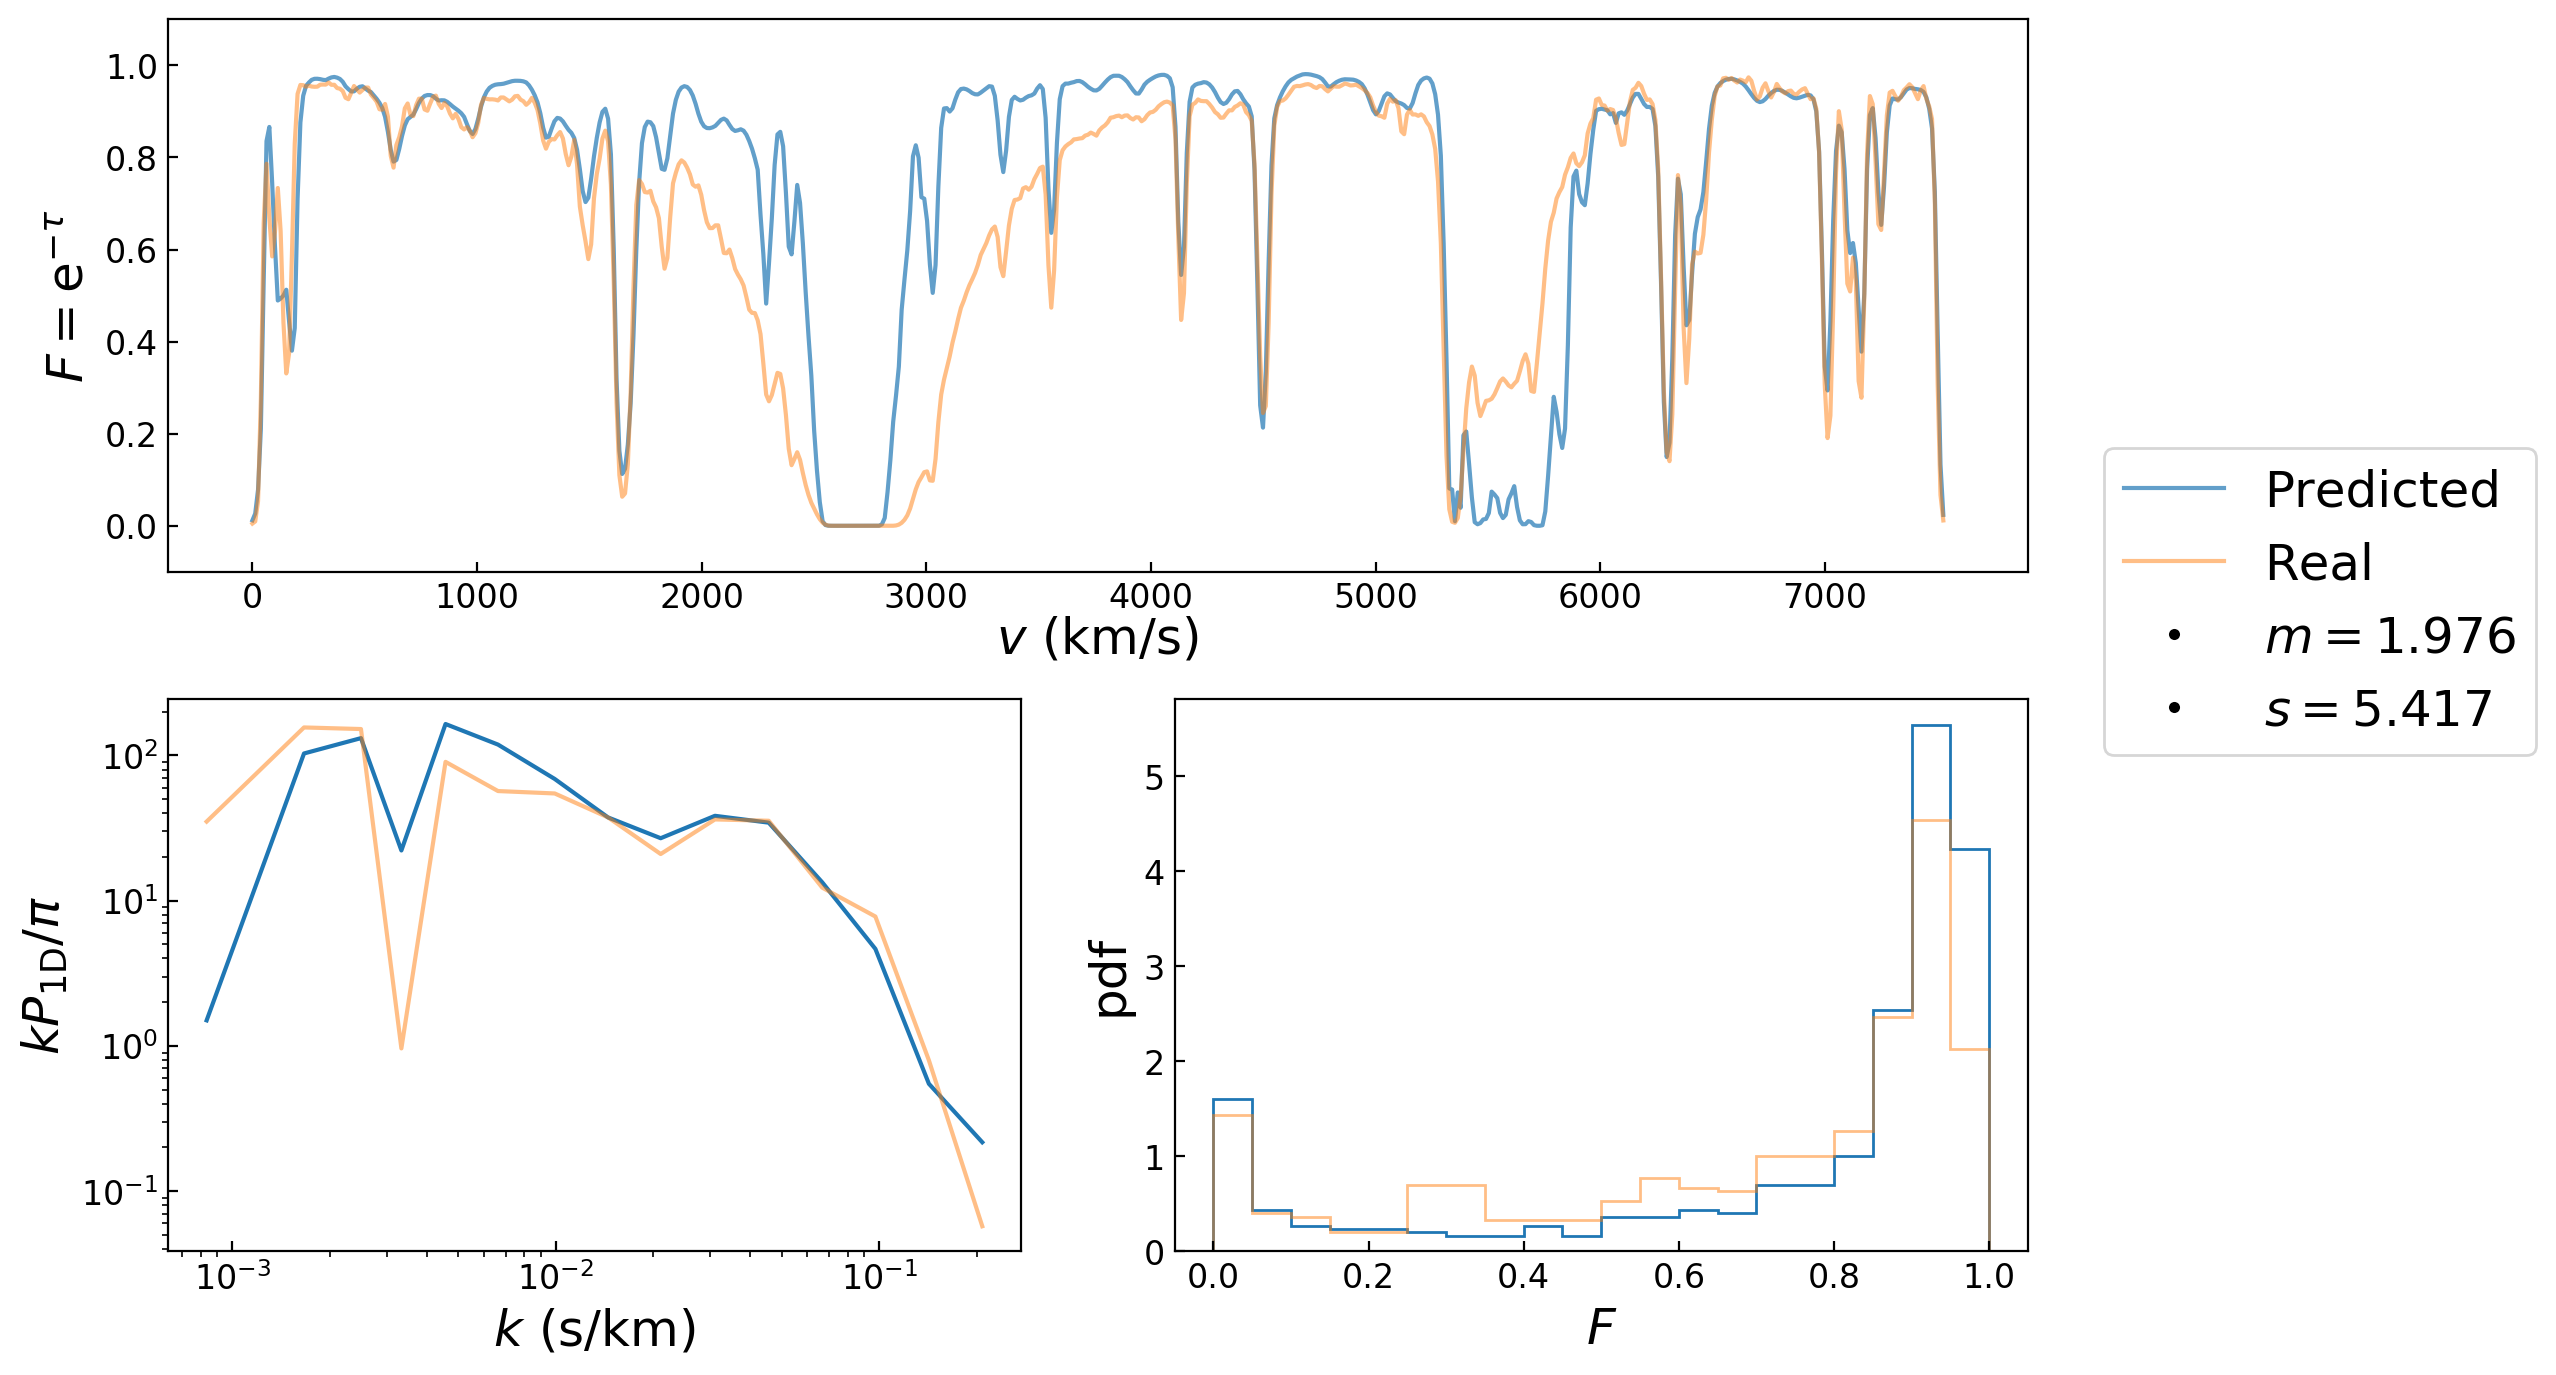 1.0
0.8
0.6
0.4
0.2
0.0
F = e^{−τ}
0 1000 2000 3000 4000 5000 6000 7000
v (km/s)
Predicted
Real
• m = 1.976
• s = 5.417
10^2
10^1
10^0
10^{−1}
kP_{1D}/π
10^{−3} 10^{−2} 10^{−1}
k (s/km)
5
4
3
2
1
0
pdf
0.0 0.2 0.4 0.6 0.8 1.0
F